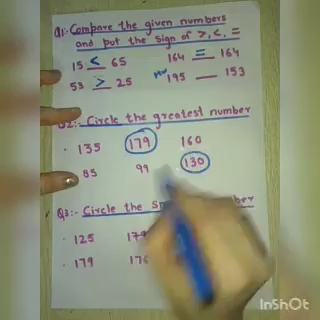 Q1: Compare the given numbers
and put the sign of >, <, =
15 < 65 164 = 164
53 > 25 195 __ 153
Q2: Circle the greatest number
135 179 160
85 99 130
Q3: Circle the
125
179
InShOt